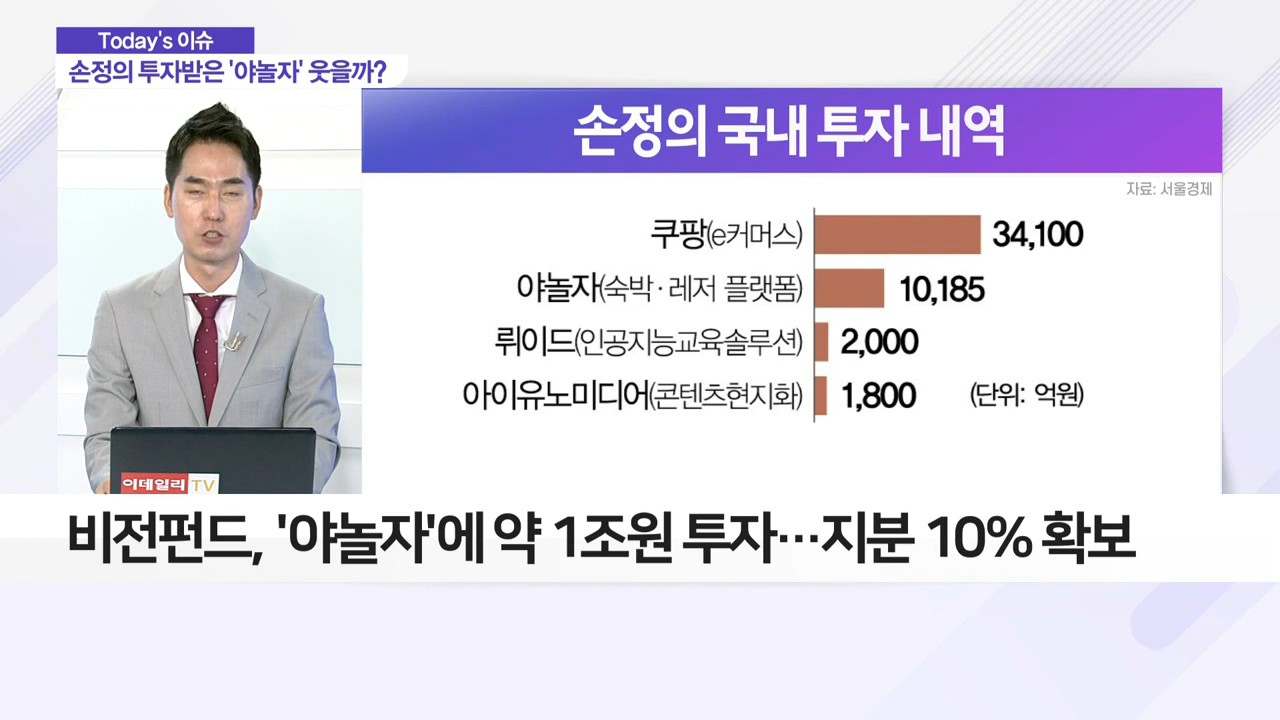 Today's 이슈
손정의 투자받은 '야놀자' 웃을까?
손정의 국내 투자 내역
자료: 서울경제
쿠팡(e커머스) 34,100
야놀자(숙박·레저 플랫폼) 10,185
뤼이드(인공지능교육솔루션) 2,000
아이유노미디어(콘텐츠현지화) 1,800 (단위: 억원)
이데일리 TV
비전펀드, '야놀자'에 약 1조원 투자…지분 10% 확보